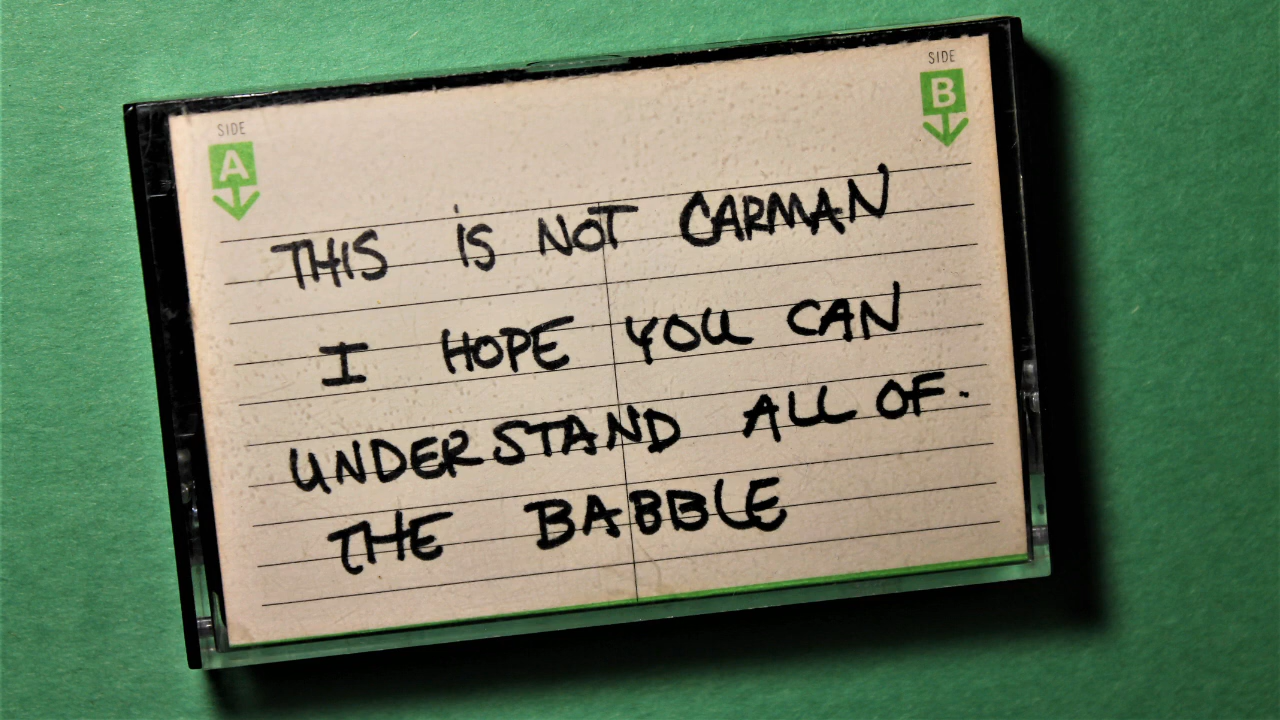 SIDE A
SIDE B
THIS IS NOT CARMAN
I HOPE YOU CAN
UNDERSTAND ALL OF.
THE BABBLE